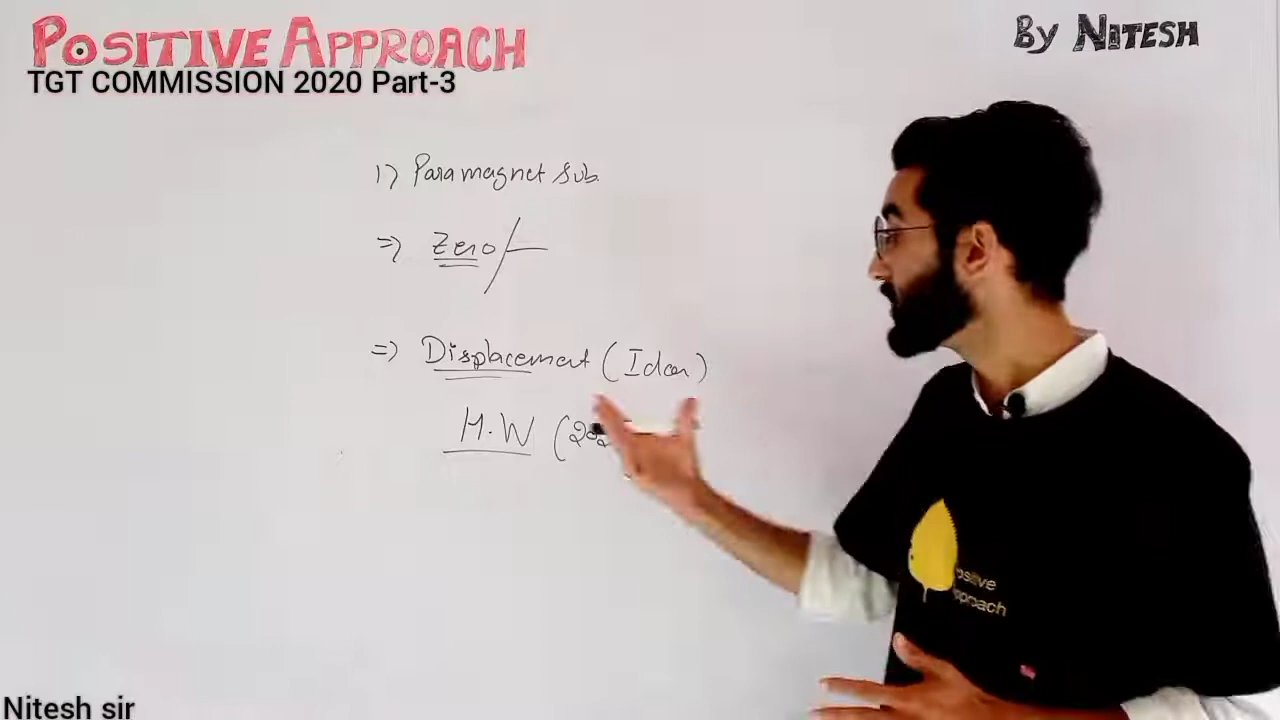 POSITIVE APPROACH
By NITESH
TGT COMMISSION 2020 Part-3
1) Paramagnet Sub.
=) Zero/—
=) Displacement (Idea)
H.W (202
ositive
pproach
Nitesh sir